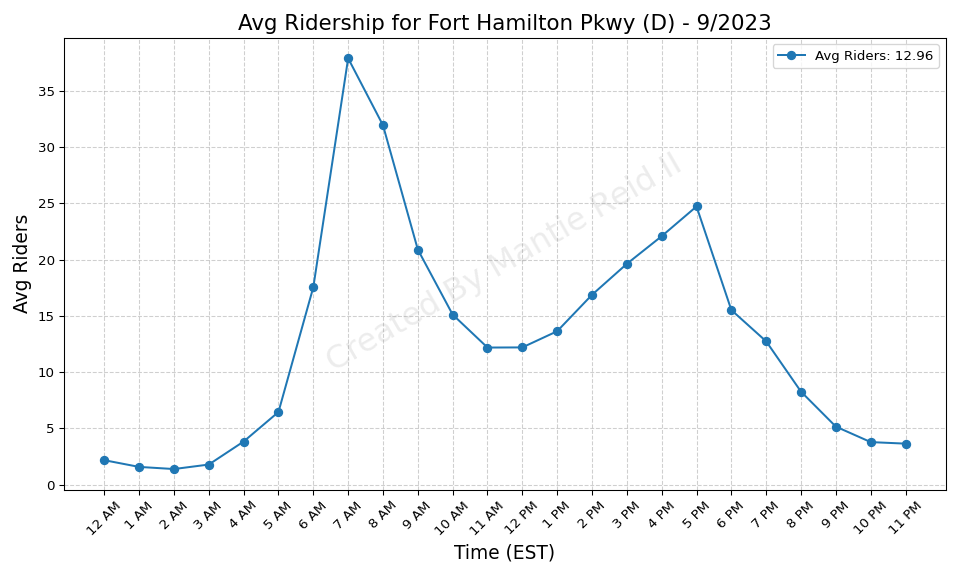 Avg Ridership for Fort Hamilton Pkwy (D) - 9/2023
Avg Riders: 12.96
Avg Riders
35
30
25
20
15
10
5
0
Created By Mantie Reid II
12 AM
1 AM
2 AM
3 AM
4 AM
5 AM
6 AM
7 AM
8 AM
9 AM
10 AM
11 AM
12 PM
1 PM
2 PM
3 PM
4 PM
5 PM
6 PM
7 PM
8 PM
9 PM
10 PM
11 PM
Time (EST)